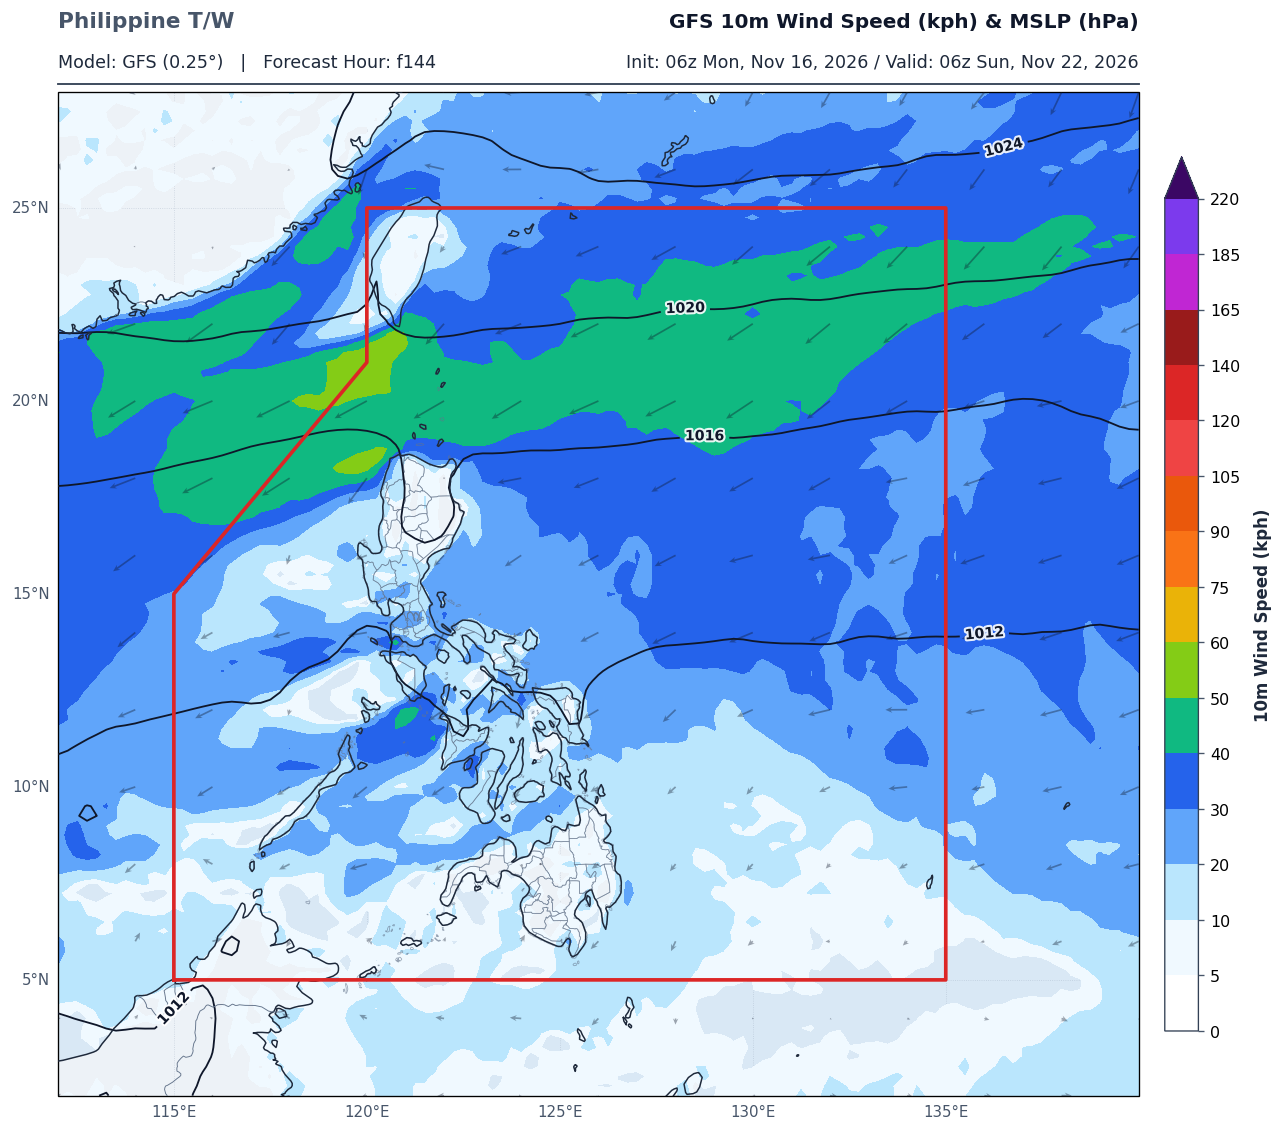 Philippine T/W
GFS 10m Wind Speed (kph) & MSLP (hPa)
Model: GFS (0.25°) | Forecast Hour: f144
Init: 06z Mon, Nov 16, 2026 / Valid: 06z Sun, Nov 22, 2026
1024
1020
1016
1012
1012
25°N
20°N
15°N
10°N
5°N
115°E
120°E
125°E
130°E
135°E
220
185
165
140
120
105
90
75
60
50
40
30
20
10
5
0
10m Wind Speed (kph)